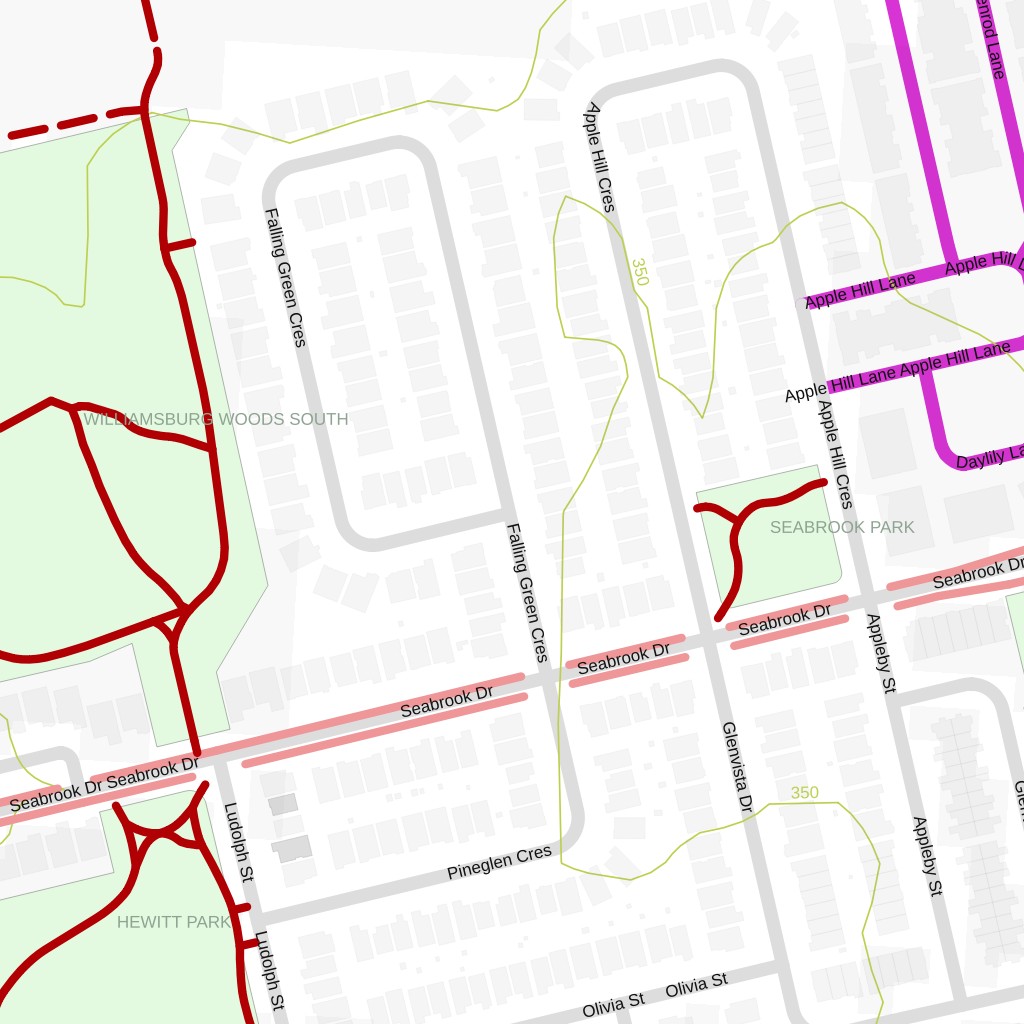 enrod Lane
Apple Hill Cres
Falling Green Cres
350
Apple Hill L
Apple Hill Lane
Apple Hill Lane Apple Hill Lane
Apple Hill Cres
WILLIAMSBURG WOODS SOUTH
Daylily La
SEABROOK PARK
Falling Green Cres
Seabrook Dr
Seabrook Dr
Seabrook Dr
Appleby St
Seabrook Dr
Glenvista Dr
Seabrook Dr Seabrook Dr
350
Ludolph St
Glen
Appleby St
Pineglen Cres
HEWITT PARK
Ludolph St
Olivia St
Olivia St